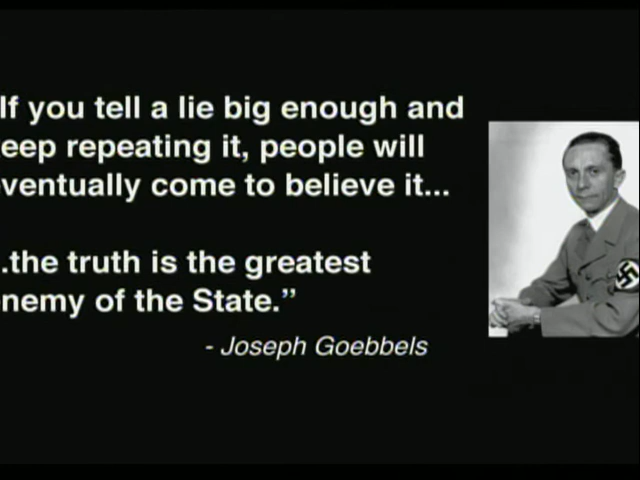 If you tell a lie big enough and
eep repeating it, people will
ventually come to believe it...
.the truth is the greatest
nemy of the State.”
- Joseph Goebbels